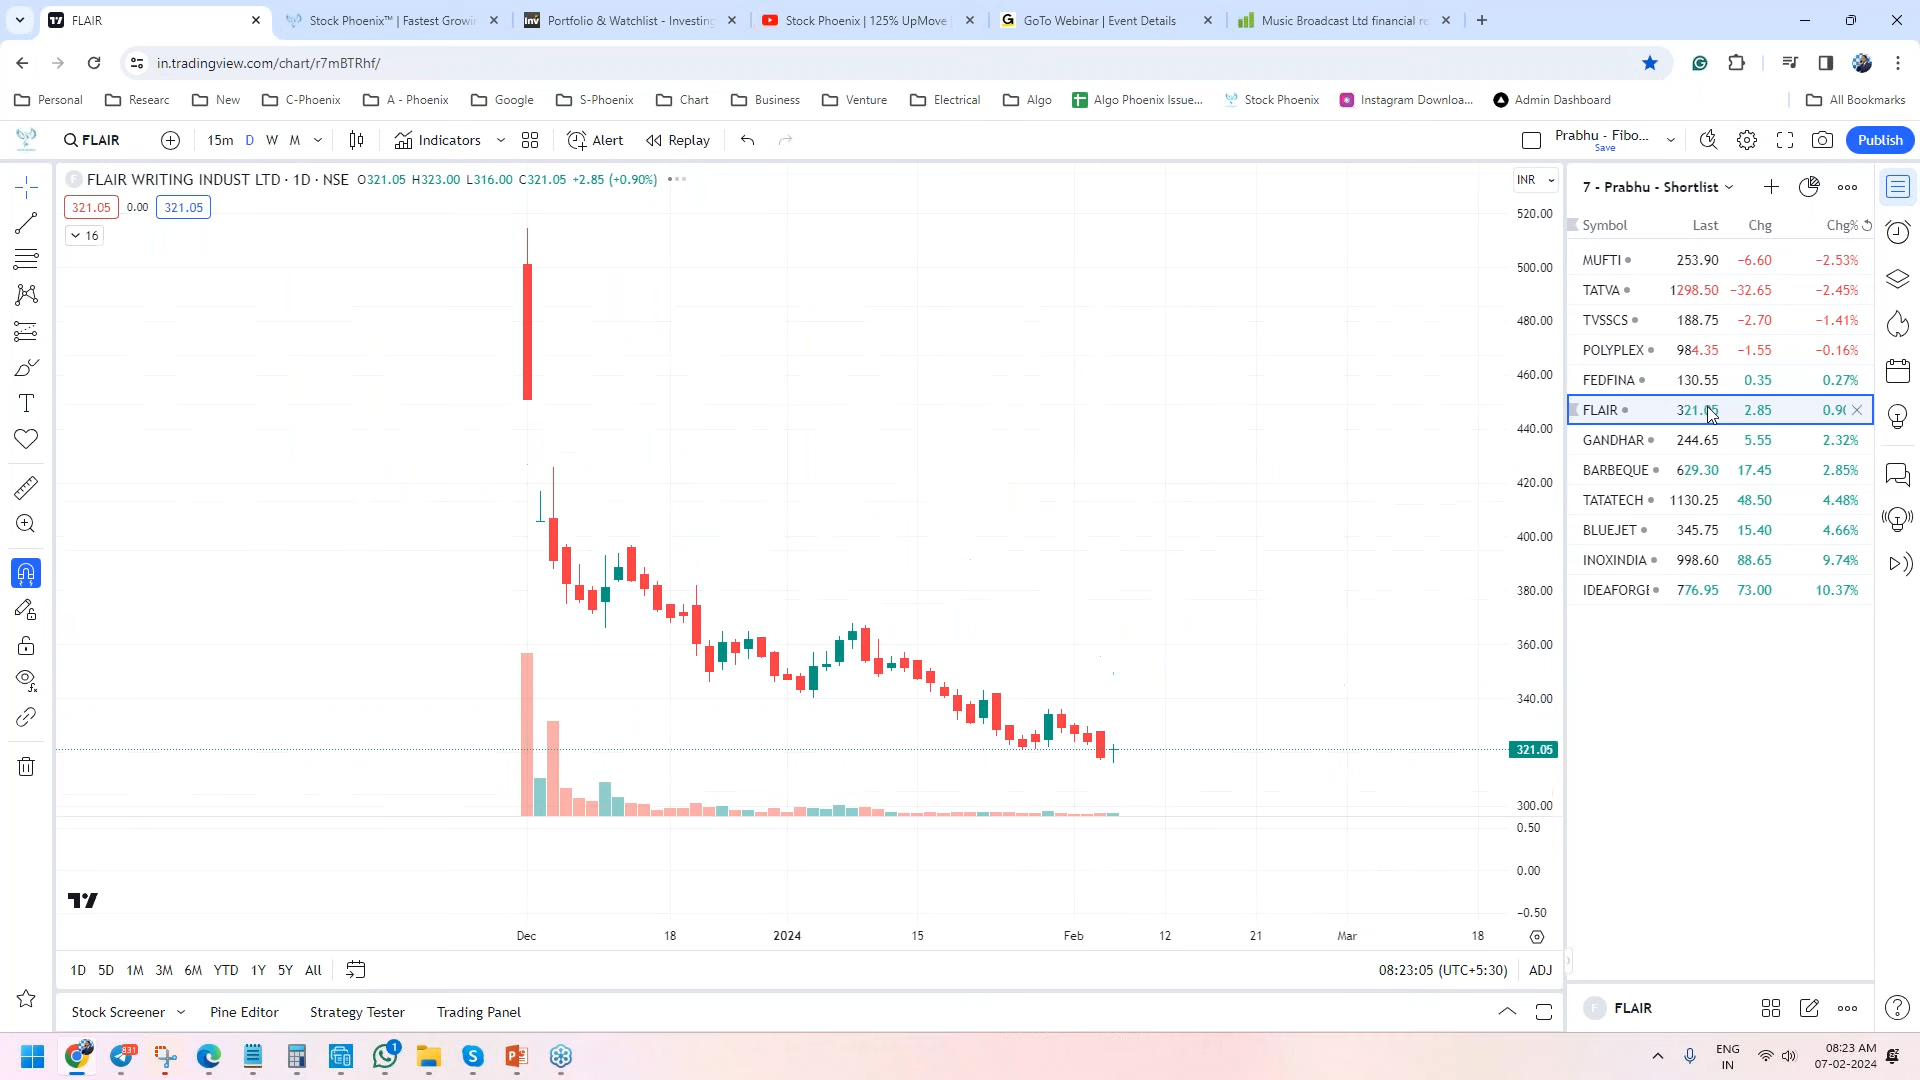 FLAIR
Stock Phoenix™ | Fastest Growin
Portfolio & Watchlist - Investing
Stock Phoenix | 125% UpMove
GoTo Webinar | Event Details
Music Broadcast Ltd financial re
in.tradingview.com/chart/r7mBTRhf/
Personal Researc New C-Phoenix A - Phoenix Google S-Phoenix Chart Business Venture Electrical Algo Algo Phoenix Issue... Stock Phoenix Instagram Downloa... Admin Dashboard All Bookmarks
FLAIR 15m D W M Indicators Alert Replay Prabhu - Fibo... Save Publish
FLAIR WRITING INDUST LTD · 1D · NSE O321.05 H323.00 L316.00 C321.05 +2.85 (+0.90%)
321.05 0.00 321.05
16
INR
520.00
500.00
480.00
460.00
440.00
420.00
400.00
380.00
360.00
340.00
321.05
300.00
0.50
0.00
−0.50
Dec 18 2024 15 Feb 12 21 Mar 18
1D 5D 1M 3M 6M YTD 1Y 5Y All 08:23:05 (UTC+5:30) ADJ
Stock Screener Pine Editor Strategy Tester Trading Panel
7 - Prabhu - Shortlist
Symbol Last Chg Chg%
MUFTI 253.90 −6.60 −2.53%
TATVA 1298.50 −32.65 −2.45%
TVSSCS 188.75 −2.70 −1.41%
POLYPLEX 984.35 −1.55 −0.16%
FEDFINA 130.55 0.35 0.27%
FLAIR 321.05 2.85 0.9(
GANDHAR 244.65 5.55 2.32%
BARBEQUE 629.30 17.45 2.85%
TATATECH 1130.25 48.50 4.48%
BLUEJET 345.75 15.40 4.66%
INOXINDIA 998.60 88.65 9.74%
IDEAFORGE 776.95 73.00 10.37%
F FLAIR
831
1
ENG
IN
08:23 AM
07-02-2024